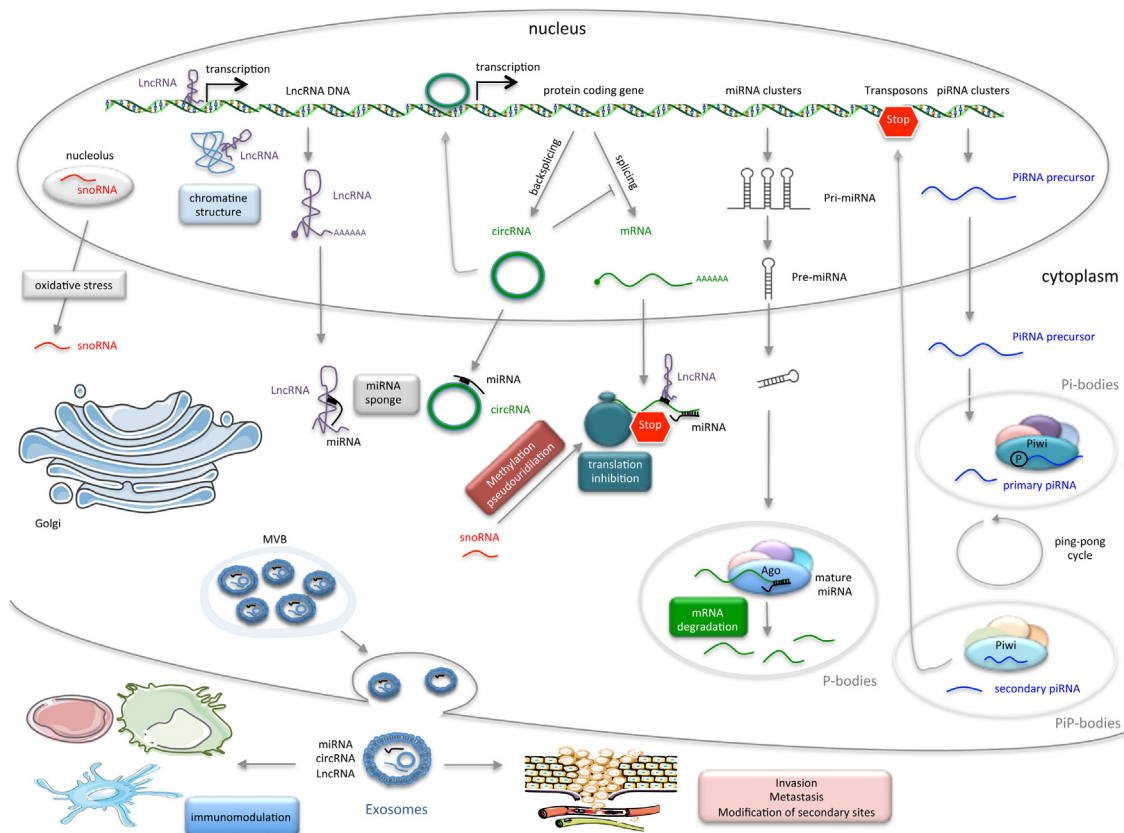 nucleus
transcription
LncRNA
LncRNA DNA
transcription
protein coding gene
miRNA clusters
Transposons
piRNA clusters
Stop
nucleolus
snoRNA
LncRNA
chromatine
structure
LncRNA
AAAAAA
backsplicing
splicing
circRNA
mRNA
AAAAAA
Pri-miRNA
Pre-miRNA
PiRNA precursor
cytoplasm
oxidative stress
snoRNA
PiRNA precursor
Pi-bodies
LncRNA
miRNA
miRNA
sponge
miRNA
circRNA
LncRNA
miRNA
Stop
translation
inhibition
Methylation
pseudouridilation
snoRNA
Piwi
P
primary piRNA
ping-pong
cycle
Golgi
MVB
Ago
mature
miRNA
mRNA
degradation
P-bodies
Piwi
secondary piRNA
PiP-bodies
miRNA
circRNA
LncRNA
Exosomes
immunomodulation
Invasion
Metastasis
Modification of secondary sites